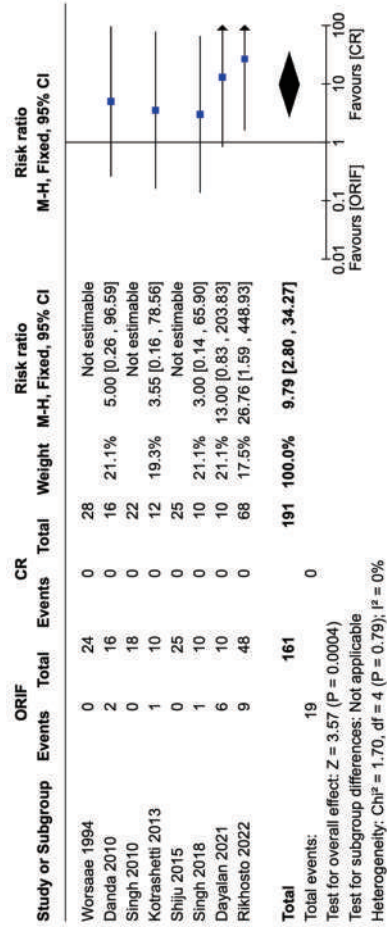 ORIF CR Risk ratio Risk ratio
Study or Subgroup Events Total Events Total Weight M-H, Fixed, 95% CI M-H, Fixed, 95% CI
Worsaae 1994 0 24 0 28 Not estimable
Danda 2010 2 16 0 16 21.1% 5.00 [0.26 , 96.59]
Singh 2010 0 18 0 22 Not estimable
Kotrashetti 2013 1 10 0 12 19.3% 3.55 [0.16 , 78.56]
Shiju 2015 0 25 0 25 Not estimable
Singh 2018 1 10 0 10 21.1% 3.00 [0.14 , 65.90]
Dayalan 2021 6 10 0 10 21.1% 13.00 [0.83 , 203.83]
Rikhosto 2022 9 48 0 68 17.5% 26.76 [1.59 , 448.93]
Total 161 191 100.0% 9.79 [2.80 , 34.27]
Total events: 19 0
Test for overall effect: Z = 3.57 (P = 0.0004)
Test for subgroup differences: Not applicable
Heterogeneity: Chi² = 1.70, df = 4 (P = 0.79); I² = 0%
0.01 0.1 1 10 100
Favours [ORIF] Favours [CR]